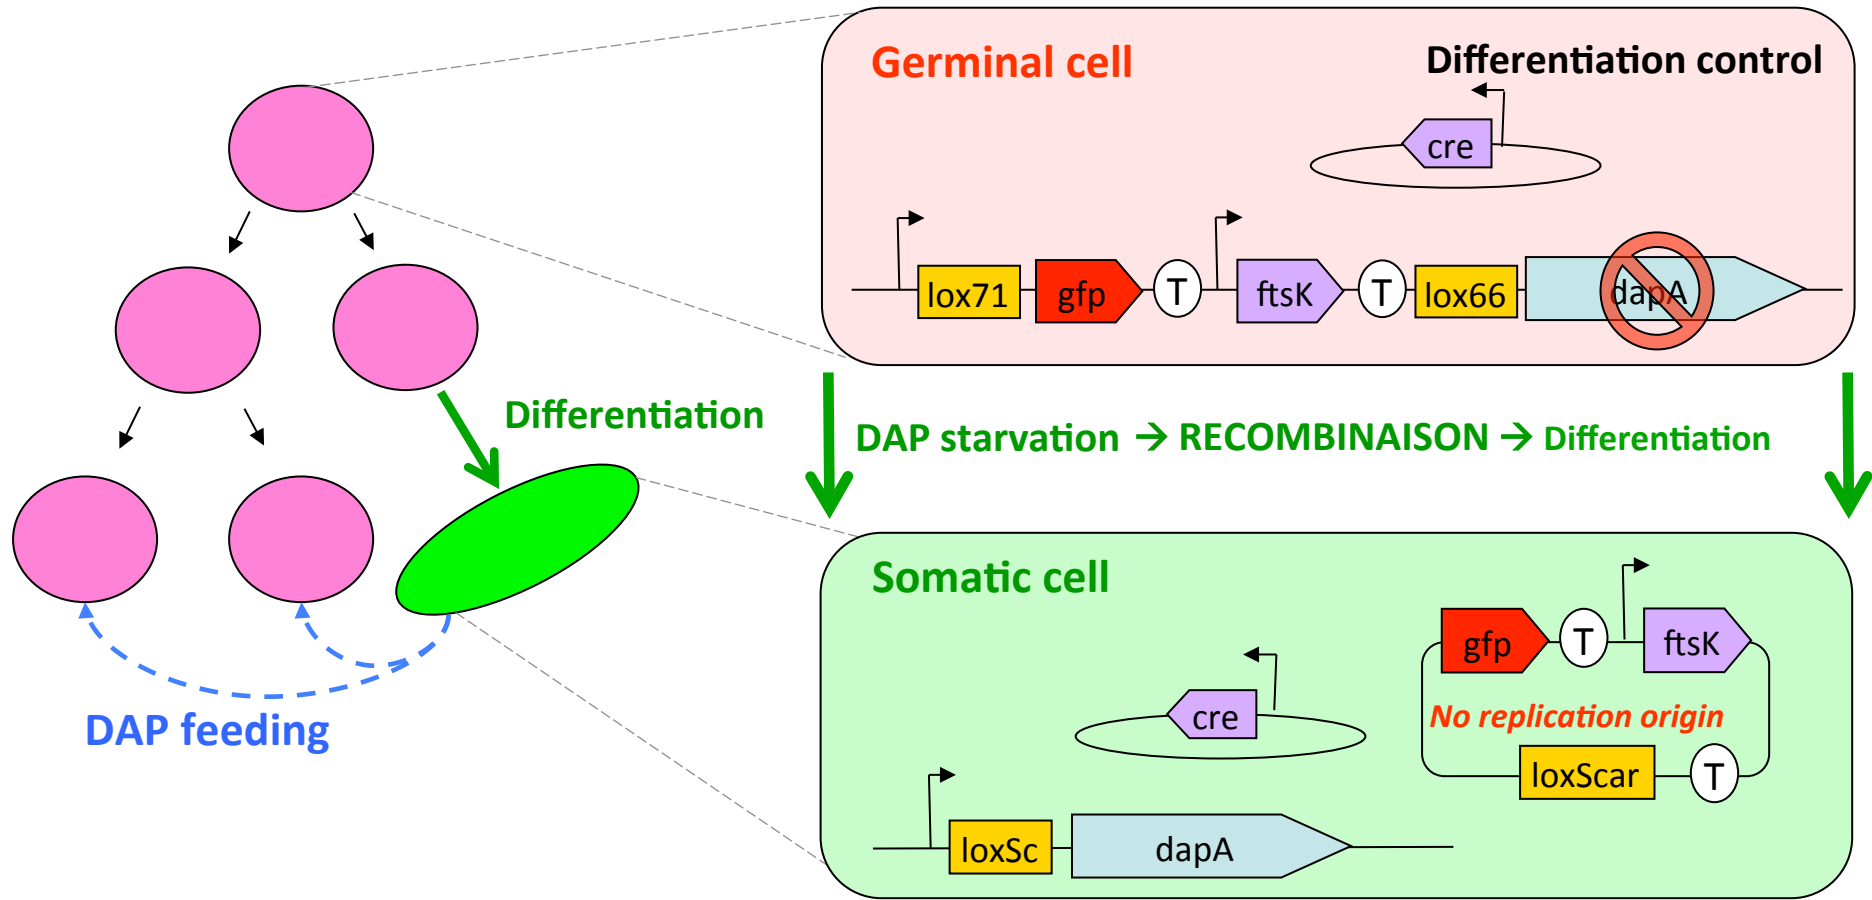 Germinal cell
Differentiation control
cre
lox71 gfp T ftsK T lox66 dapA
Differentiation
DAP starvation → RECOMBINAISON → Differentiation
Somatic cell
gfp T ftsK
No replication origin
cre
loxScar T
DAP feeding
loxSc dapA